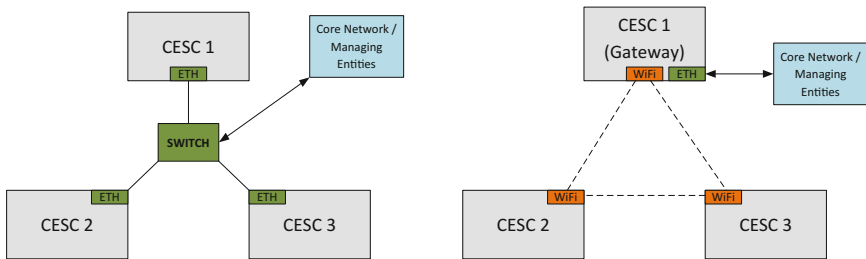 CESC 1
ETH
Core Network /
Managing
Entities
SWITCH
ETH
CESC 2
ETH
CESC 3
CESC 1
(Gateway)
WiFi
ETH
Core Network /
Managing
Entities
WiFi
CESC 2
WiFi
CESC 3